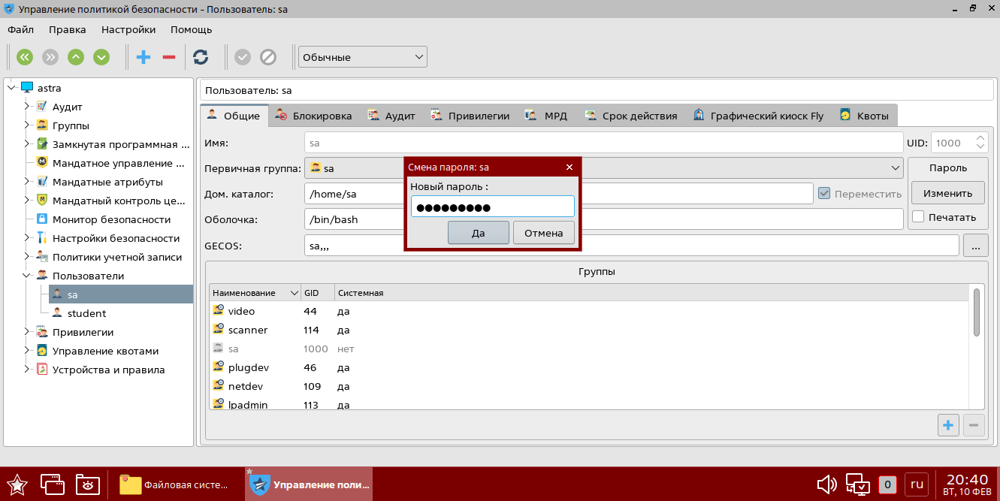 Управление политикой безопасности - Пользователь: sa
Файл Правка Настройки Помощь
Обычные
astra
Аудит
Группы
Замкнутая программная ...
Мандатное управление ...
Мандатные атрибуты
Мандатный контроль це...
Монитор безопасности
Настройки безопасности
Политики учетной записи
Пользователи
sa
student
Привилегии
Управление квотами
Устройства и правила
Пользователь: sa
Общие Блокировка Аудит Привилегии МРД Срок действия Графический киоск Fly Квоты
Имя: sa UID: 1000
Первичная группа: sa
Дом. каталог: /home/sa Переместить
Оболочка: /bin/bash
GECOS: sa,,, ...
Пароль
Изменить
Печатать
Смена пароля: sa
Новый пароль :
●●●●●●●●●
Да Отмена
Группы
Наименование GID Системная
video 44 да
scanner 114 да
sa 1000 нет
plugdev 46 да
netdev 109 да
lpadmin 113 да
Файловая систе...
Управление поли...
0 ru 20:40
ВТ, 10 ФЕВ